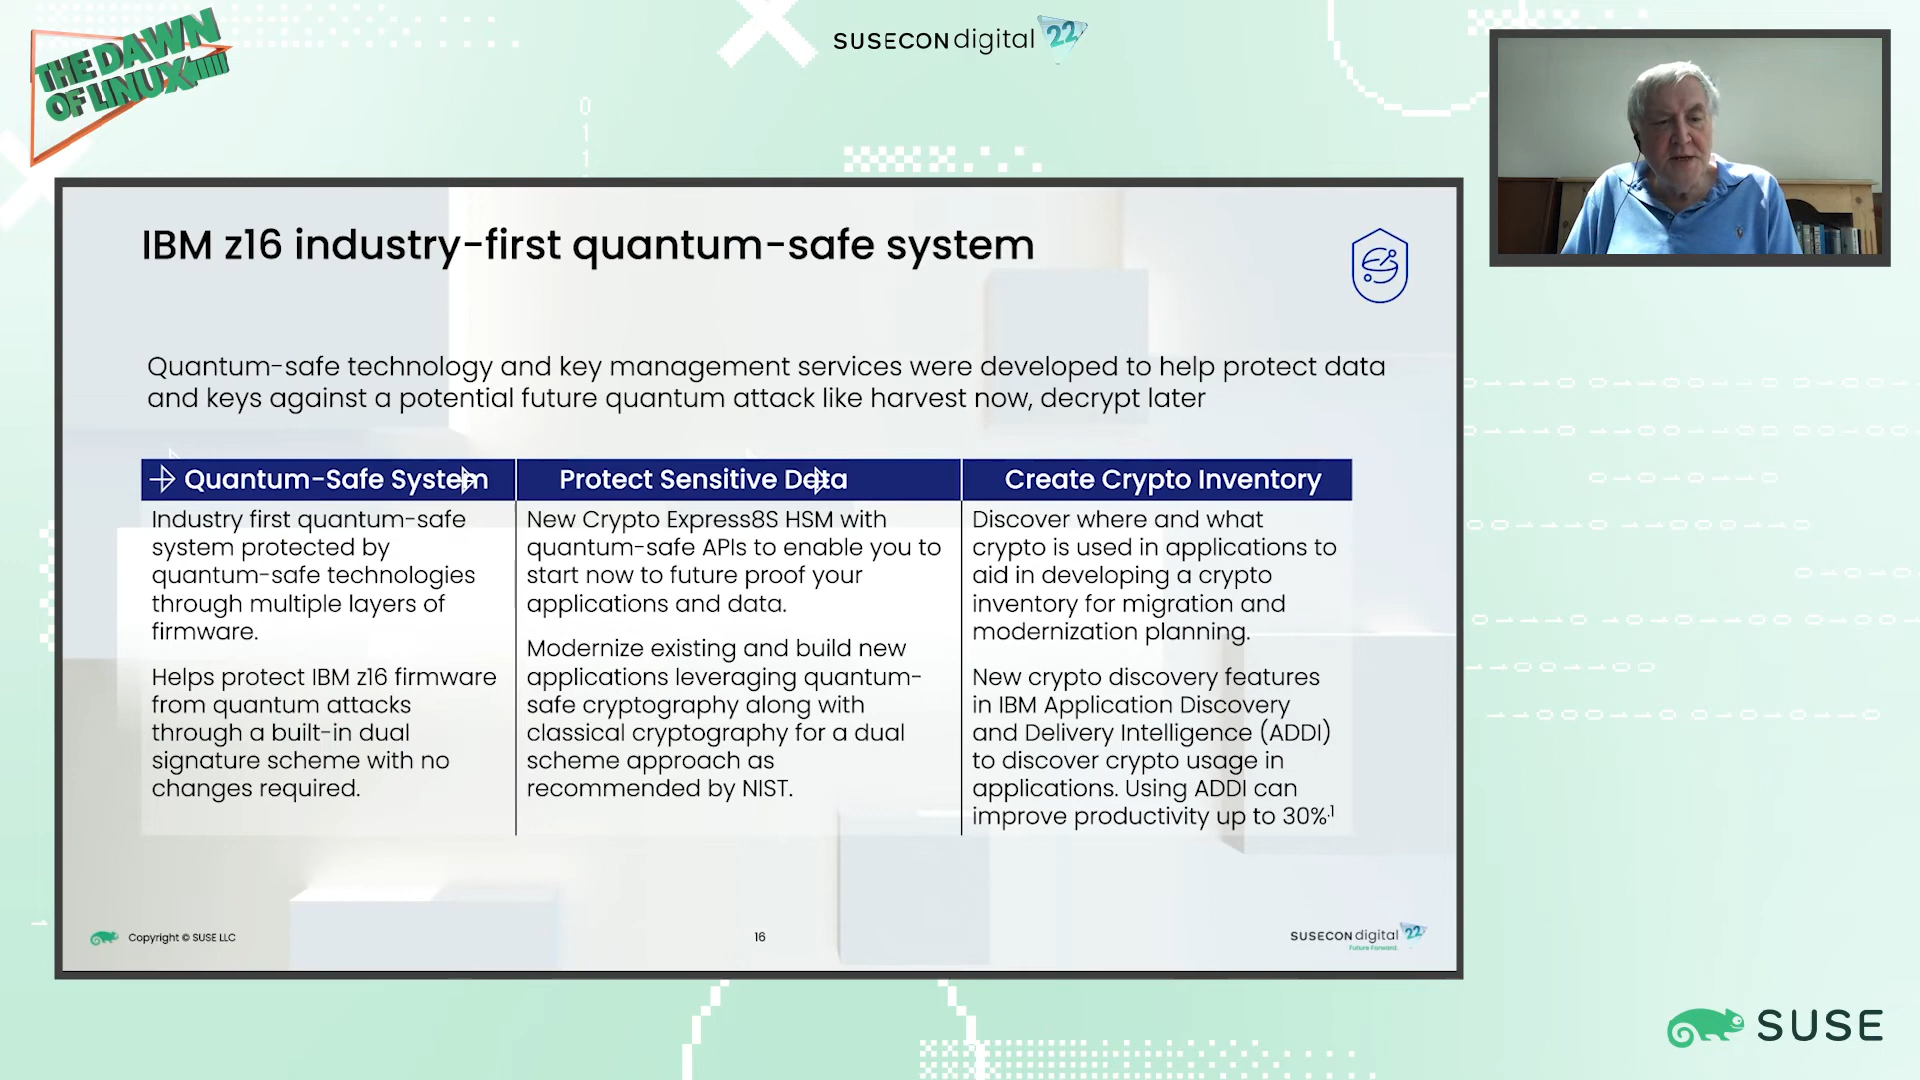 THE DAWN
OF LINUX
SUSECON digital 22
0
1
1
IBM z16 industry-first quantum-safe system
Quantum-safe technology and key management services were developed to help protect data
and keys against a potential future quantum attack like harvest now, decrypt later
Quantum-Safe System
Industry first quantum-safe
system protected by
quantum-safe technologies
through multiple layers of
firmware.
Helps protect IBM z16 firmware
from quantum attacks
through a built-in dual
signature scheme with no
changes required.
Protect Sensitive Data
New Crypto Express8S HSM with
quantum-safe APIs to enable you to
start now to future proof your
applications and data.
Modernize existing and build new
applications leveraging quantum-
safe cryptography along with
classical cryptography for a dual
scheme approach as
recommended by NIST.
Create Crypto Inventory
Discover where and what
crypto is used in applications to
aid in developing a crypto
inventory for migration and
modernization planning.
New crypto discovery features
in IBM Application Discovery
and Delivery Intelligence (ADDI)
to discover crypto usage in
applications. Using ADDI can
improve productivity up to 30%.1
Copyright © SUSE LLC
16
SUSECON digital 22
Future Forward.
SUSE